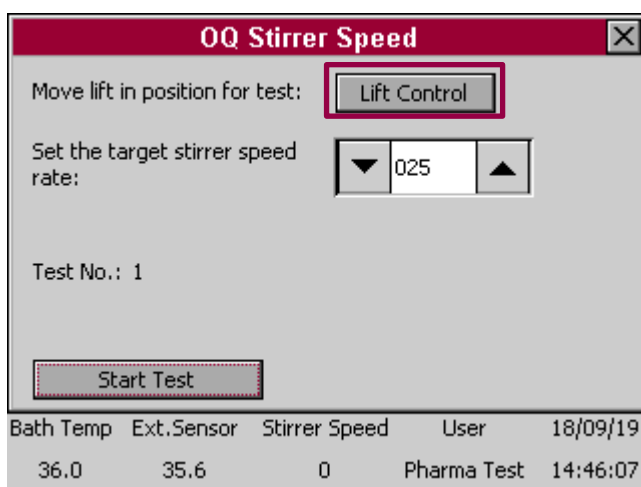 OQ Stirrer Speed
Move lift in position for test: Lift Control
Set the target stirrer speed
rate:
025
Test No.: 1
Start Test
Bath Temp Ext.Sensor Stirrer Speed User 18/09/19
36.0 35.6 0 Pharma Test 14:46:07